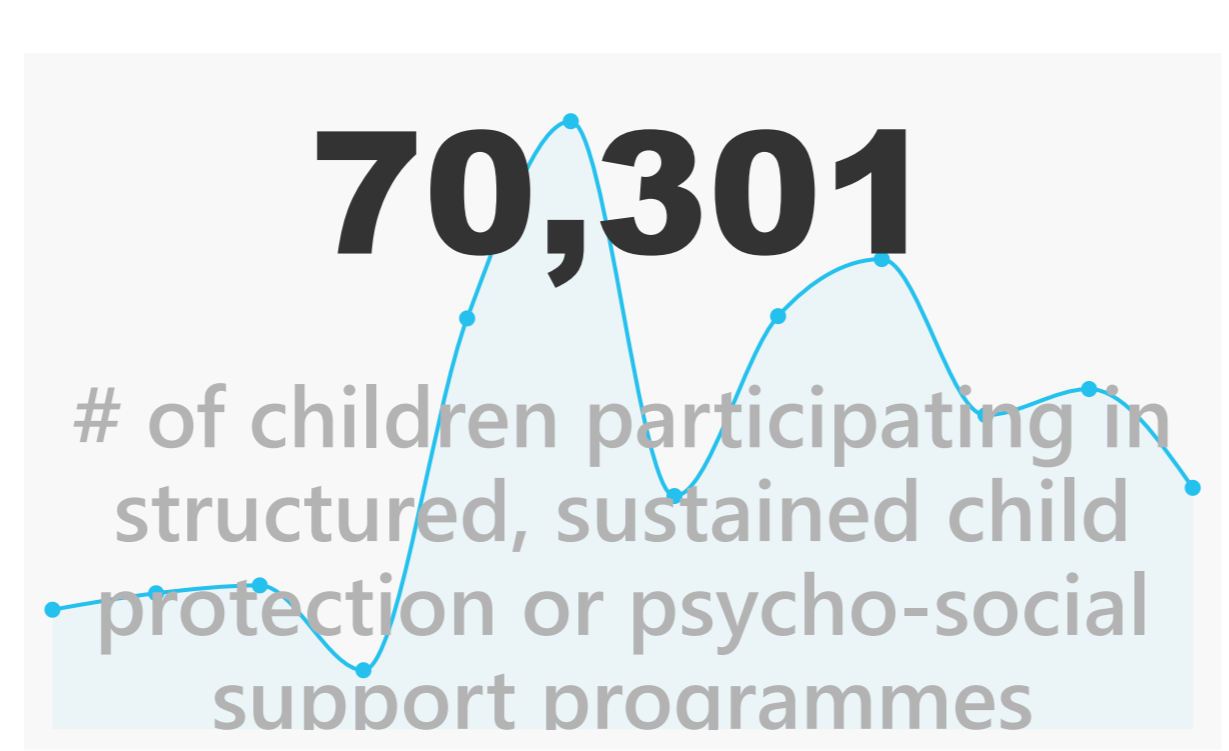 70,301
# of children participating in
structured, sustained child
protection or psycho-social
support programmes